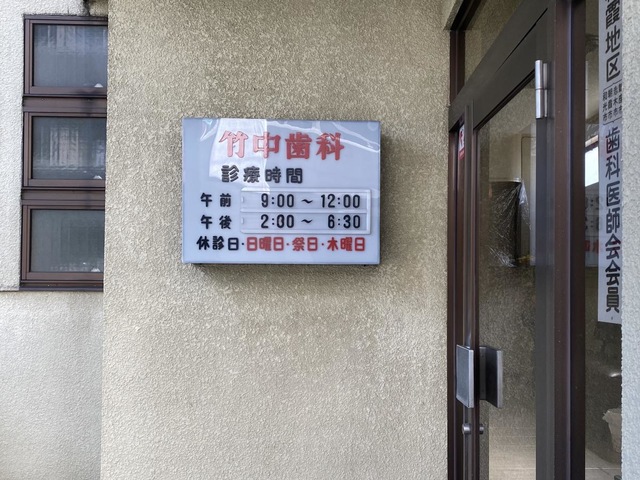 竹中歯科
診療時間
午前 9:00～12:00
午後 2:30～6:30
休診日・日曜日・祭日・木曜日
霞地区
歯科医師会会員